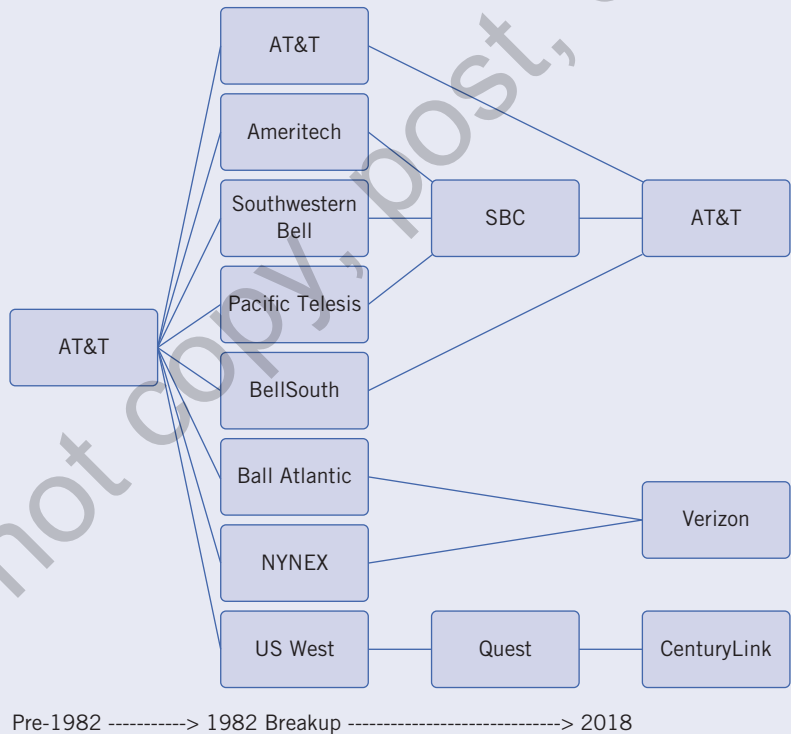 AT&T
Ameritech
Southwestern
Bell
SBC
AT&T
Pacific Telesis
AT&T
BellSouth
Ball Atlantic
Verizon
NYNEX
US West
Quest
CenturyLink
Pre-1982 -----------> 1982 Breakup ------------------------------> 2018
not copy, post,